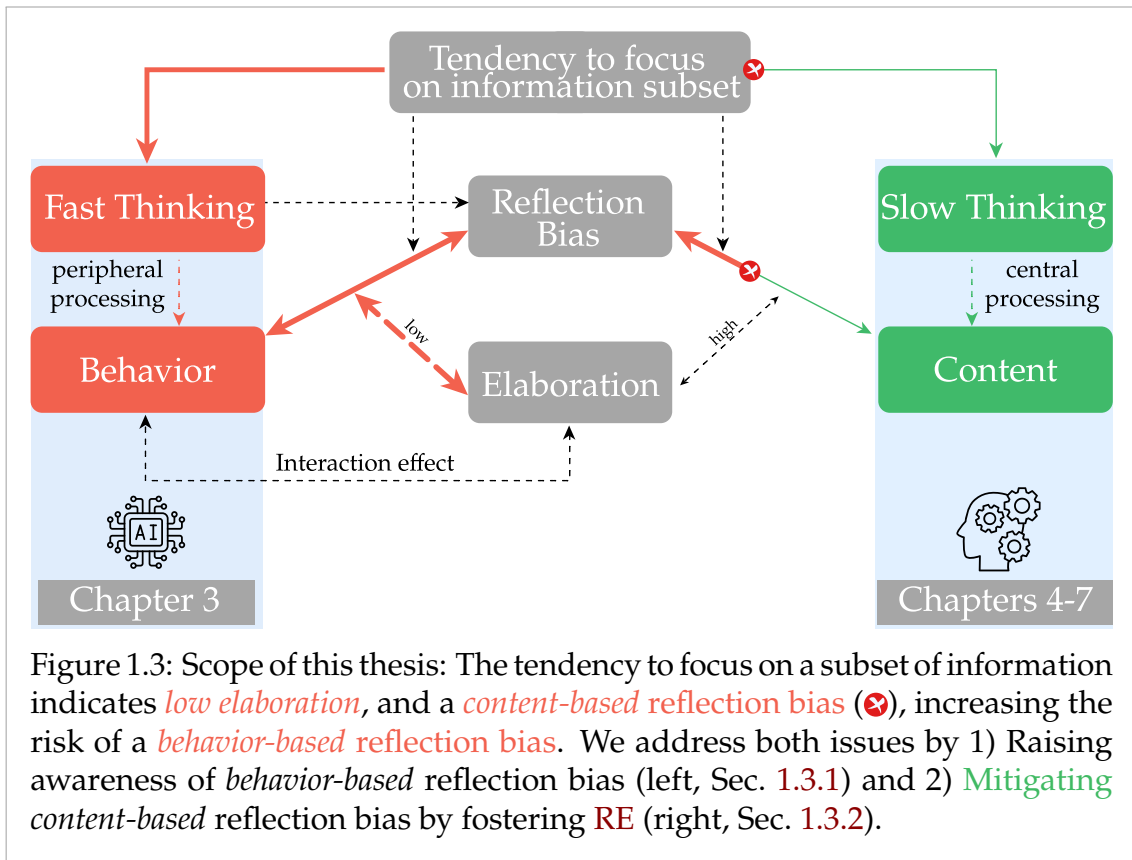 Tendency to focus
on information subset
Fast Thinking
Reflection
Bias
Slow Thinking
peripheral
processing
central
processing
low
high
Behavior
Elaboration
Content
Interaction effect
AI
Chapter 3
Chapters 4-7
Figure 1.3: Scope of this thesis: The tendency to focus on a subset of information
indicates low elaboration, and a content-based reflection bias (), increasing the
risk of a behavior-based reflection bias. We address both issues by 1) Raising
awareness of behavior-based reflection bias (left, Sec. 1.3.1) and 2) Mitigating
content-based reflection bias by fostering RE (right, Sec. 1.3.2).